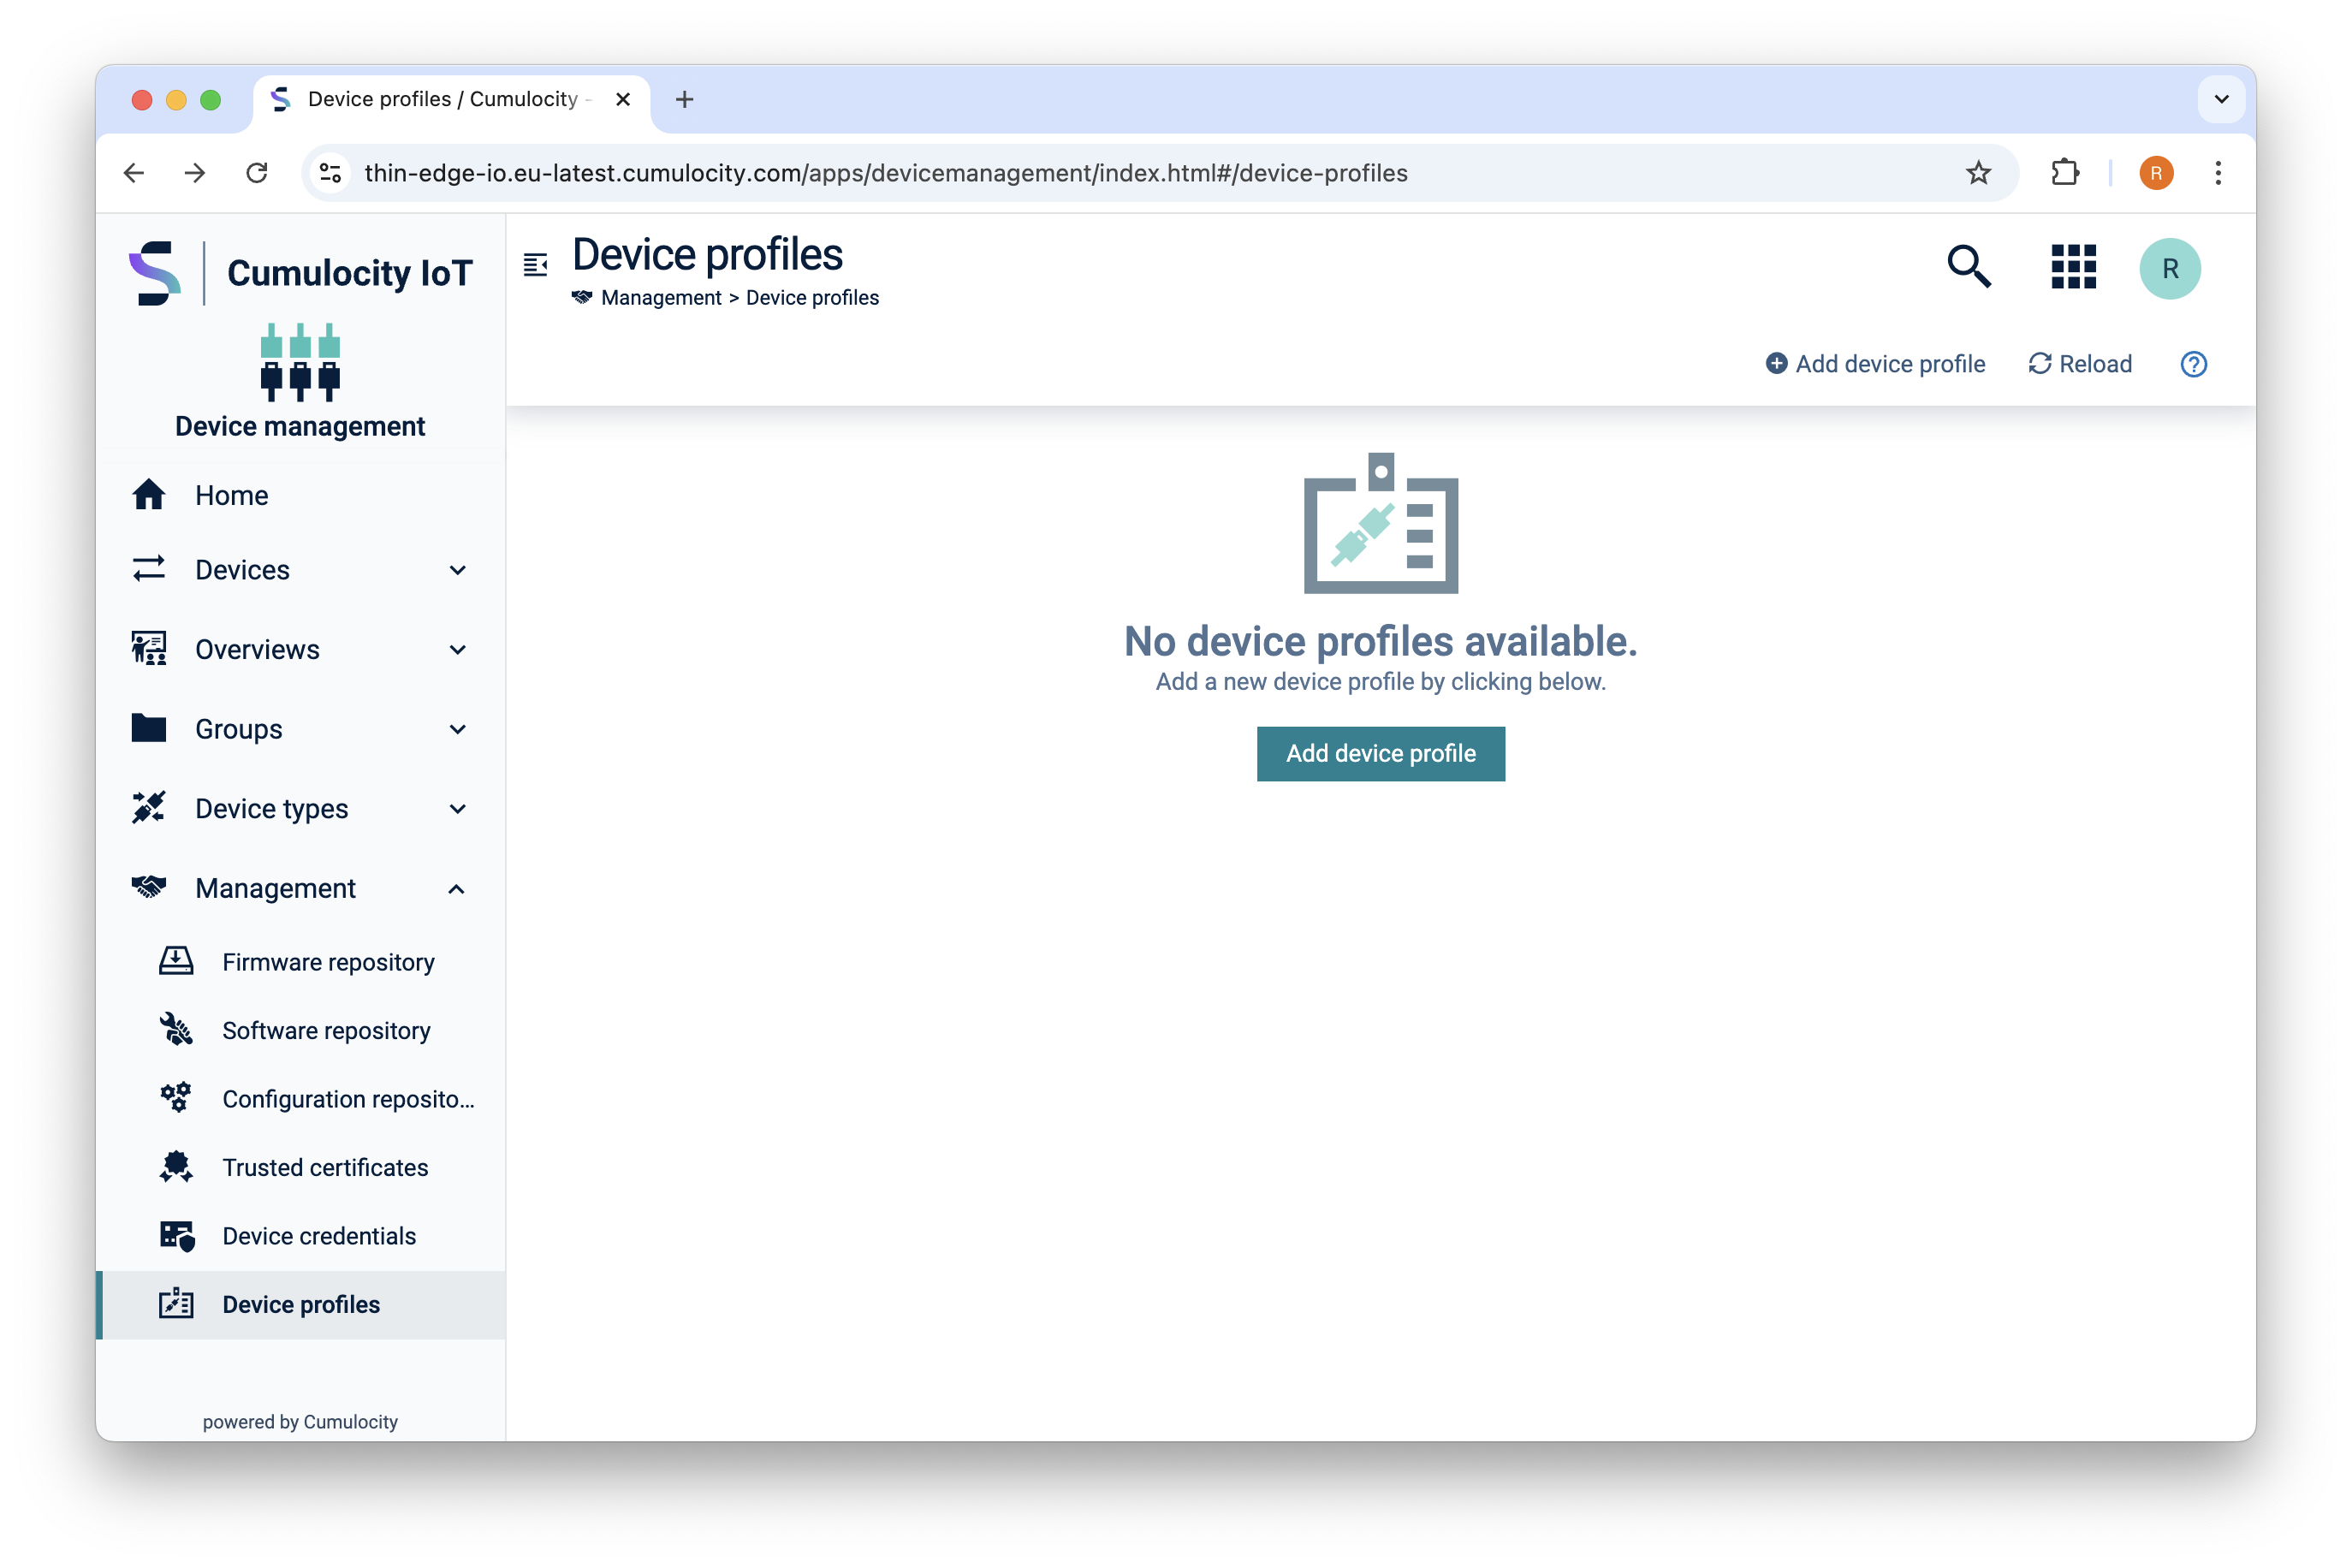 Device profiles / Cumulocity -
thin-edge-io.eu-latest.cumulocity.com/apps/devicemanagement/index.html#/device-profiles
R
Cumulocity IoT
Device management
Home
Devices
Overviews
Groups
Device types
Management
Firmware repository
Software repository
Configuration reposito...
Trusted certificates
Device credentials
Device profiles
powered by Cumulocity
Device profiles
Management > Device profiles
R
Add device profile
Reload
?
No device profiles available.
Add a new device profile by clicking below.
Add device profile